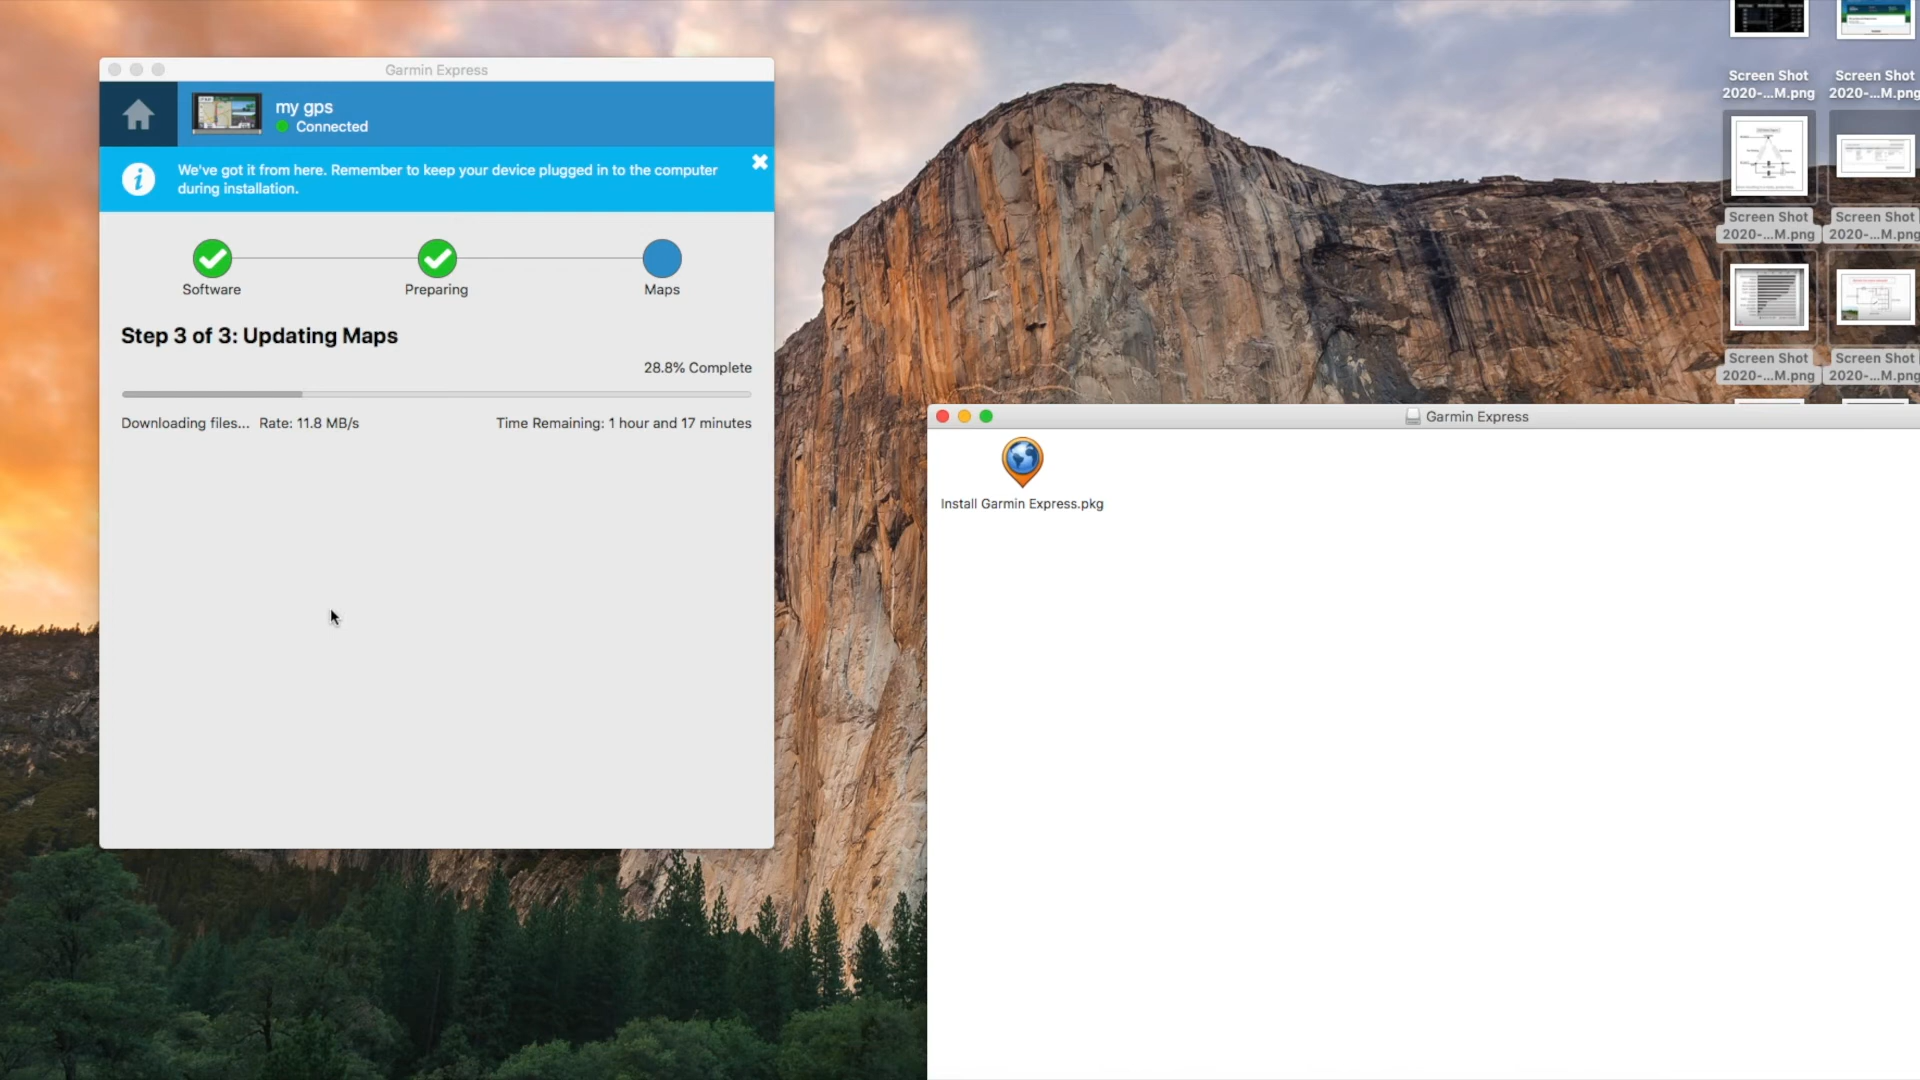 Garmin Express
my gps
Connected
We've got it from here. Remember to keep your device plugged in to the computer
during installation.
Software
Preparing
Maps
Step 3 of 3: Updating Maps
28.8% Complete
Downloading files... Rate: 11.8 MB/s
Time Remaining: 1 hour and 17 minutes
Screen Shot
2020-...M.png
Screen Shot
2020-...M.png
Screen Shot
2020-...M.png
Screen Shot
2020-...M.png
Screen Shot
2020-...M.png
Screen Shot
2020-...M.png
Garmin Express
Install Garmin Express.pkg